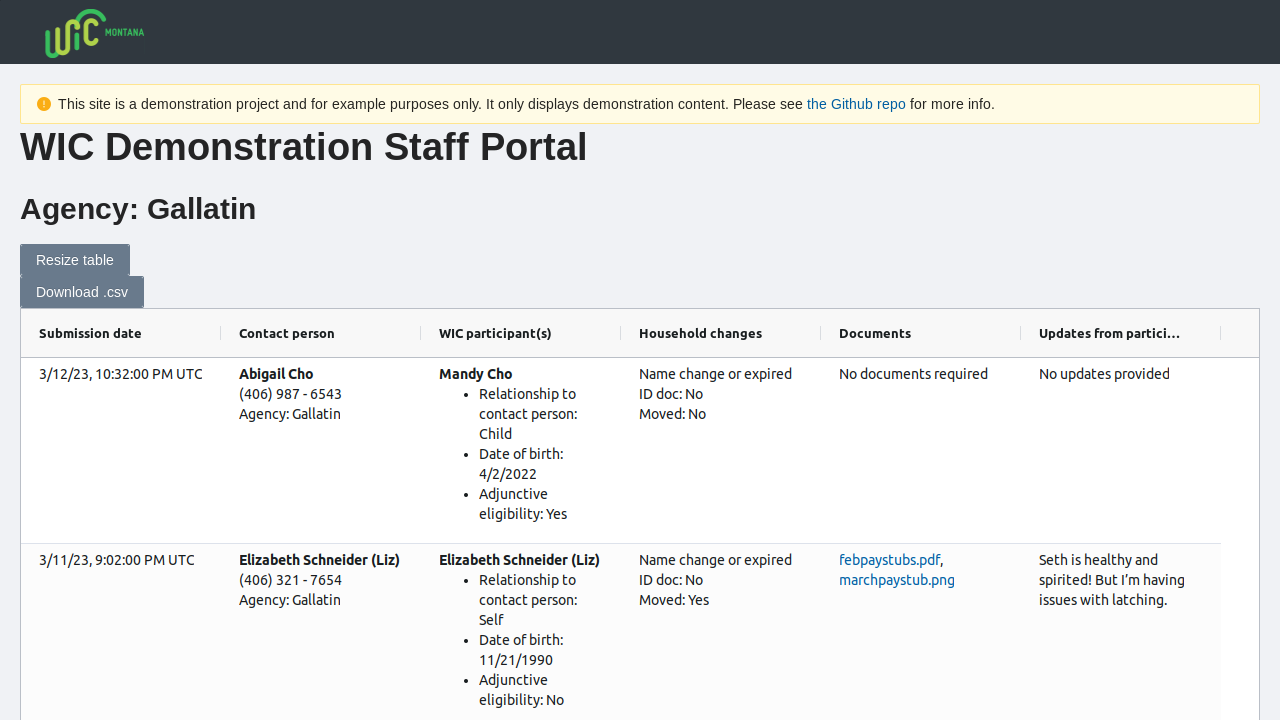 WIC MONTANA
This site is a demonstration project and for example purposes only. It only displays demonstration content. Please see the Github repo for more info.
WIC Demonstration Staff Portal
Agency: Gallatin
Resize table
Download .csv
Submission date Contact person WIC participant(s) Household changes Documents Updates from partici...
3/12/23, 10:32:00 PM UTC Abigail Cho Mandy Cho Name change or expired No documents required No updates provided
(406) 987 - 6543 • Relationship to ID doc: No
Agency: Gallatin contact person: Moved: No
Child
• Date of birth:
4/2/2022
• Adjunctive
eligibility: Yes
3/11/23, 9:02:00 PM UTC Elizabeth Schneider (Liz) Elizabeth Schneider (Liz) Name change or expired febpaystubs.pdf, Seth is healthy and
(406) 321 - 7654 • Relationship to ID doc: No marchpaystub.png spirited! But I’m having
Agency: Gallatin contact person: Moved: Yes issues with latching.
Self
• Date of birth:
11/21/1990
• Adjunctive
eligibility: No